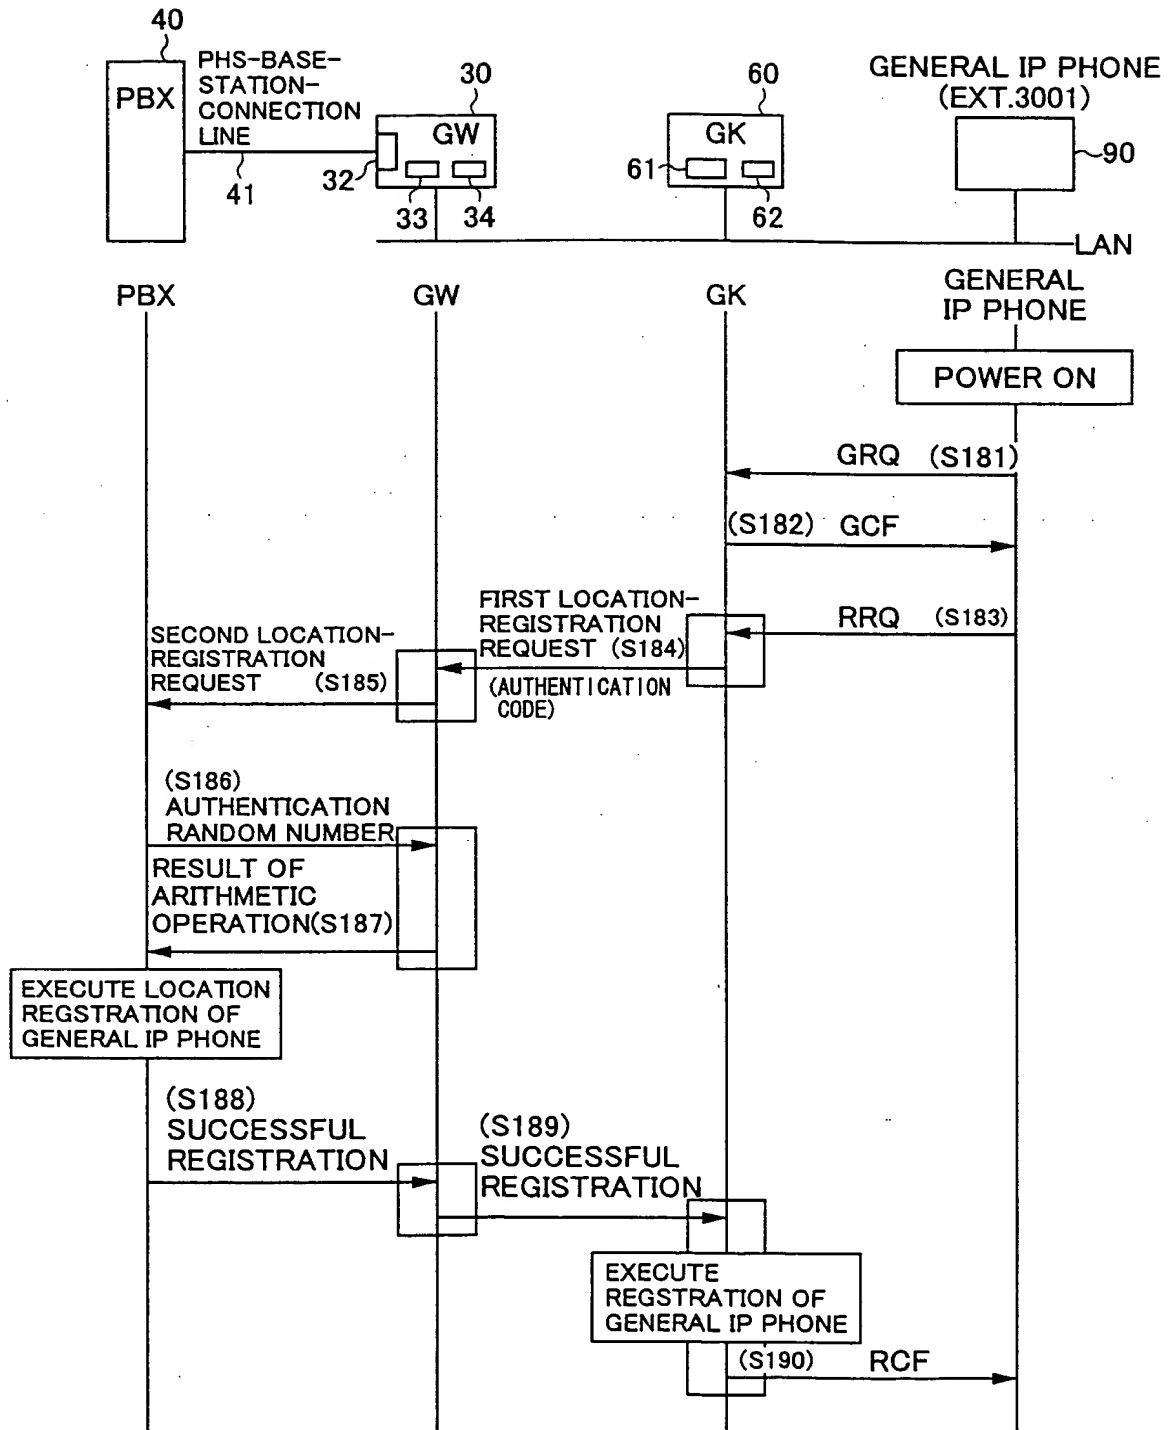 40
PBX
PHS-BASE-
STATION-
CONNECTION
LINE
41
30
GW
32
33
34
60
GK
61
62
GENERAL IP PHONE
(EXT.3001)
90
LAN
PBX
GW
GK
GENERAL
IP PHONE
POWER ON
GRQ (S181)
(S182) GCF
RRQ (S183)
FIRST LOCATION-
REGISTRATION
REQUEST (S184)
(AUTHENTICATION
CODE)
SECOND LOCATION-
REGISTRATION
REQUEST (S185)
(S186)
AUTHENTICATION
RANDOM NUMBER
RESULT OF
ARITHMETIC
OPERATION(S187)
EXECUTE LOCATION
REGSTRATION OF
GENERAL IP PHONE
(S188)
SUCCESSFUL
REGISTRATION
(S189)
SUCCESSFUL
REGISTRATION
EXECUTE
REGSTRATION OF
GENERAL IP PHONE
(S190) RCF